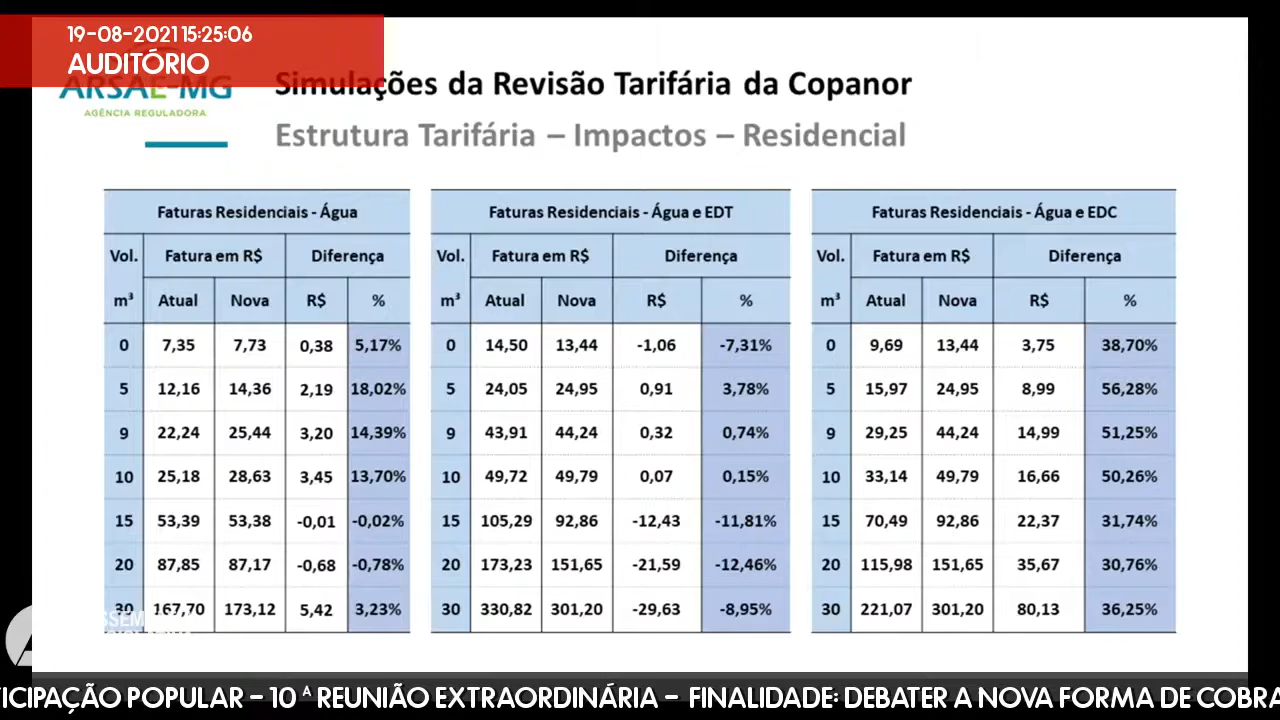 19-08-2021 15:25:06
AUDITÓRIO
ARSAE-MG
AGÊNCIA REGULADORA
Simulações da Revisão Tarifária da Copanor
Estrutura Tarifária – Impactos – Residencial
Faturas Residenciais - Água
Vol. Fatura em R$ Diferença
m³ Atual Nova R$ %
0 7,35 7,73 0,38 5,17%
5 12,16 14,36 2,19 18,02%
9 22,24 25,44 3,20 14,39%
10 25,18 28,63 3,45 13,70%
15 53,39 53,38 -0,01 -0,02%
20 87,85 87,17 -0,68 -0,78%
30 167,70 173,12 5,42 3,23%
Faturas Residenciais - Água e EDT
Vol. Fatura em R$ Diferença
m³ Atual Nova R$ %
0 14,50 13,44 -1,06 -7,31%
5 24,05 24,95 0,91 3,78%
9 43,91 44,24 0,32 0,74%
10 49,72 49,79 0,07 0,15%
15 105,29 92,86 -12,43 -11,81%
20 173,23 151,65 -21,59 -12,46%
30 330,82 301,20 -29,63 -8,95%
Faturas Residenciais - Água e EDC
Vol. Fatura em R$ Diferença
m³ Atual Nova R$ %
0 9,69 13,44 3,75 38,70%
5 15,97 24,95 8,99 56,28%
9 29,25 44,24 14,99 51,25%
10 33,14 49,79 16,66 50,26%
15 70,49 92,86 22,37 31,74%
20 115,98 151,65 35,67 30,76%
30 221,07 301,20 80,13 36,25%
TICIPAÇÃO POPULAR – 10 ª REUNIÃO EXTRAORDINÁRIA – FINALIDADE: DEBATER A NOVA FORMA DE COBRA